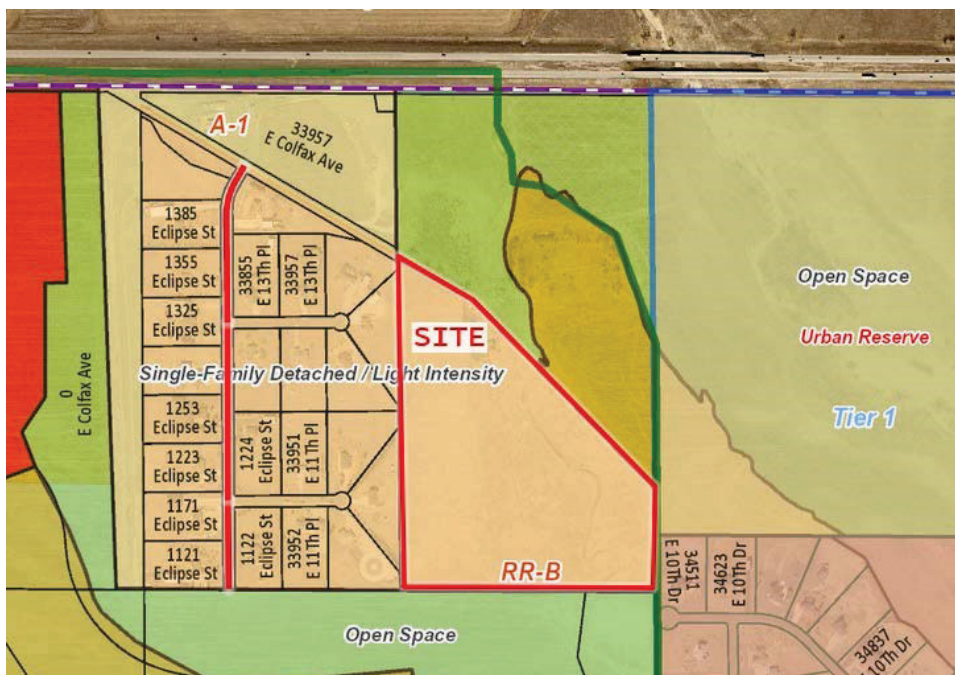 A-1
33957
E Colfax Ave
1385
Eclipse St
1355
Eclipse St
1325
Eclipse St
33855
E 13Th Pl
33957
E 13Th Pl
SITE
Open Space
Urban Reserve
Tier 1
Single-Family Detached / Light Intensity
0
E Colfax Ave
1253
Eclipse St
1223
Eclipse St
1171
Eclipse St
1121
Eclipse St
1224
Eclipse St
33951
E 11Th Pl
1122
Eclipse St
33952
E 11Th Pl
RR-B
Open Space
34511
E 10Th Dr
34623
E 10Th Dr
34837
E 10Th Dr